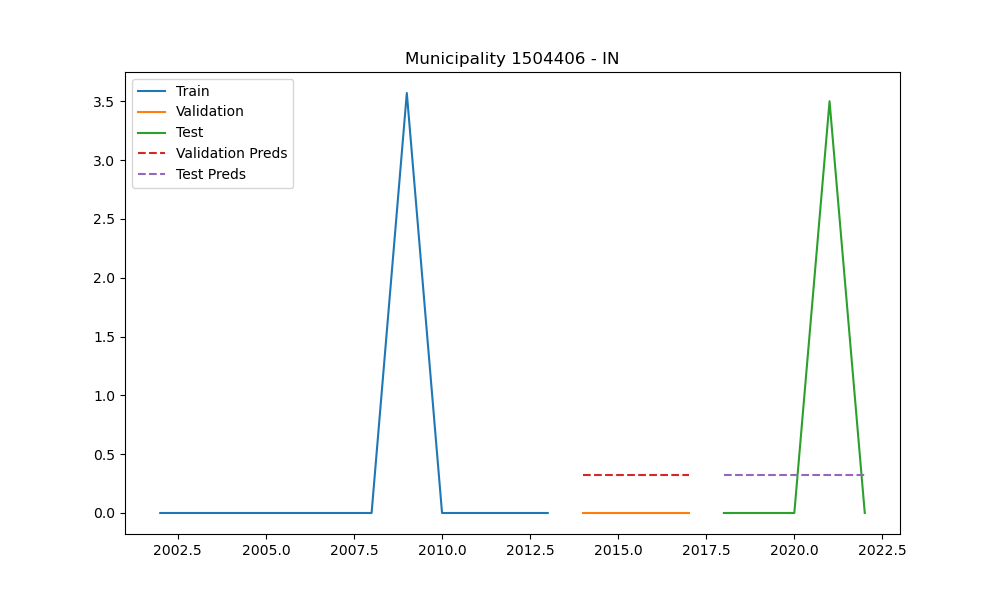 Municipality 1504406 - IN
Train
Validation
Test
Validation Preds
Test Preds
3.5
3.0
2.5
2.0
1.5
1.0
0.5
0.0
2002.5 2005.0 2007.5 2010.0 2012.5 2015.0 2017.5 2020.0 2022.5